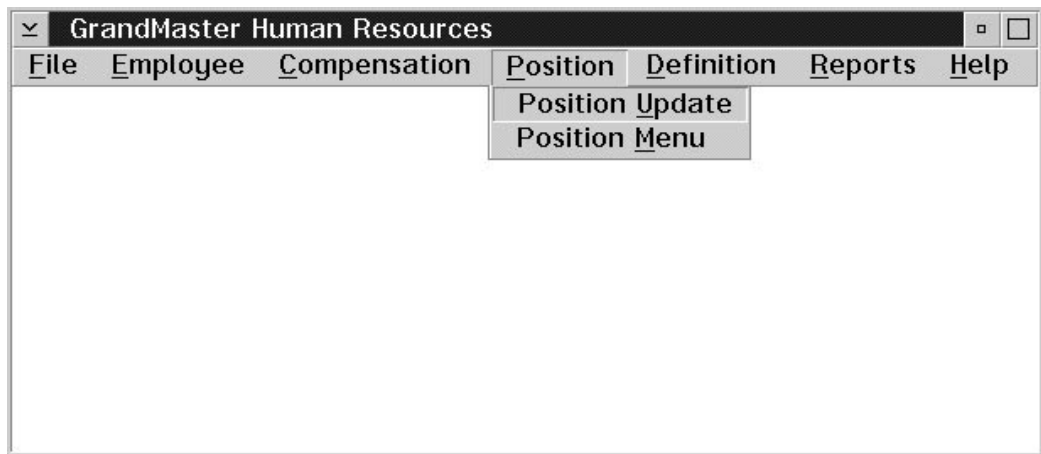 GrandMaster Human Resources
File Employee Compensation Position Definition Reports Help
Position Update
Position Menu